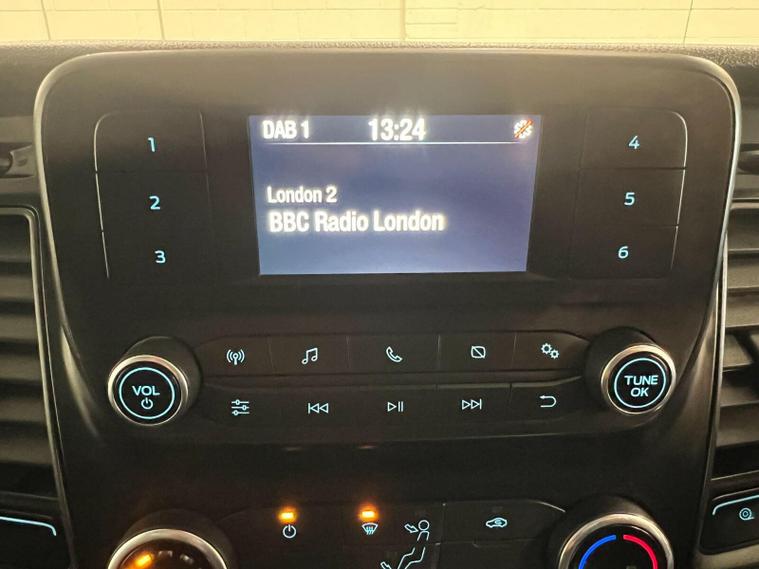 DAB 1 13:24
London 2
BBC Radio London
1
2
3
4
5
6
VOL
TUNE
OK